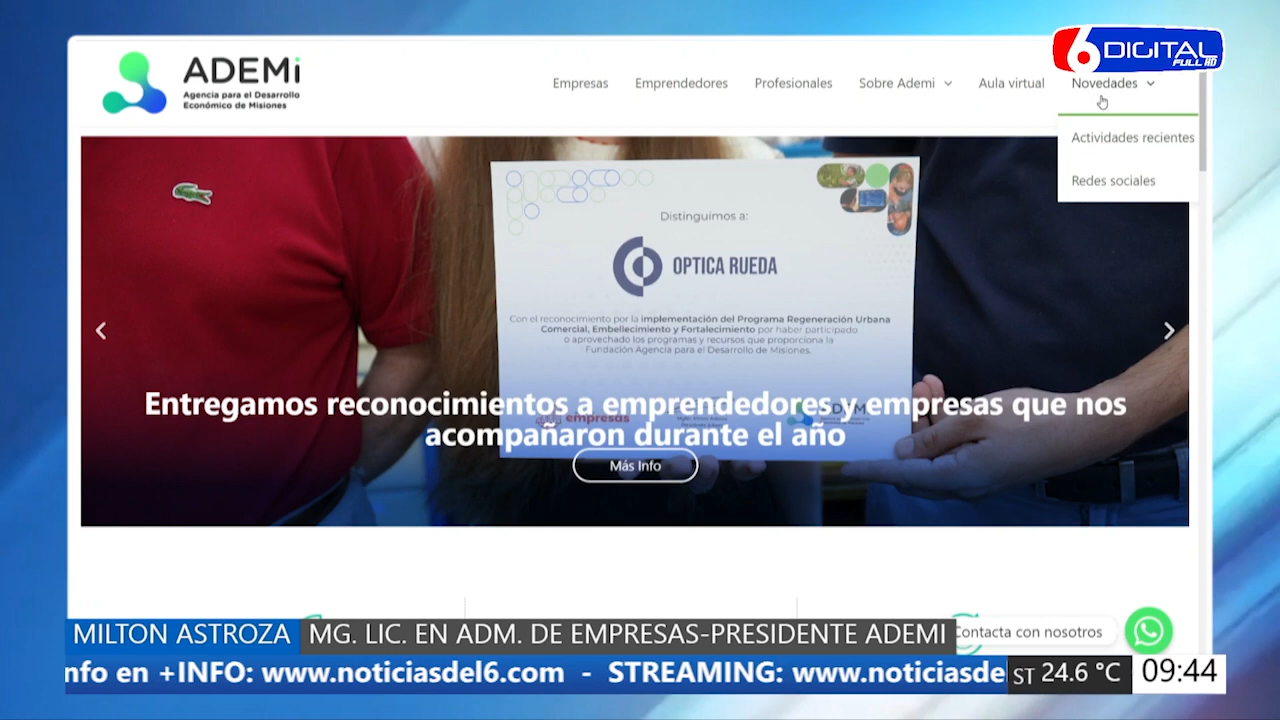 6 DIGITAL
FULL HD
ADEMi
Agencia para el Desarrollo
Económico de Misiones
Empresas Emprendedores Profesionales Sobre Ademi Aula virtual Novedades
Actividades recientes
Redes sociales
Distinguimos a:
OPTICA RUEDA
Con el reconocimiento por la implementación del Programa Regeneración Urbana
Comercial, Embellecimiento y Fortalecimiento por haber participado
o aprovechado los programas y recursos que proporciona la
Fundación Agencia para el Desarrollo de Misiones.
Entregamos reconocimientos a emprendedores y empresas que nos
acompañaron durante el año
empresas
Más Info
Contacta con nosotros
MILTON ASTROZA MG. LIC. EN ADM. DE EMPRESAS-PRESIDENTE ADEMI
nfo en +INFO: www.noticiasdel6.com - STREAMING: www.noticiasde
ST 24.6 °C 09:44